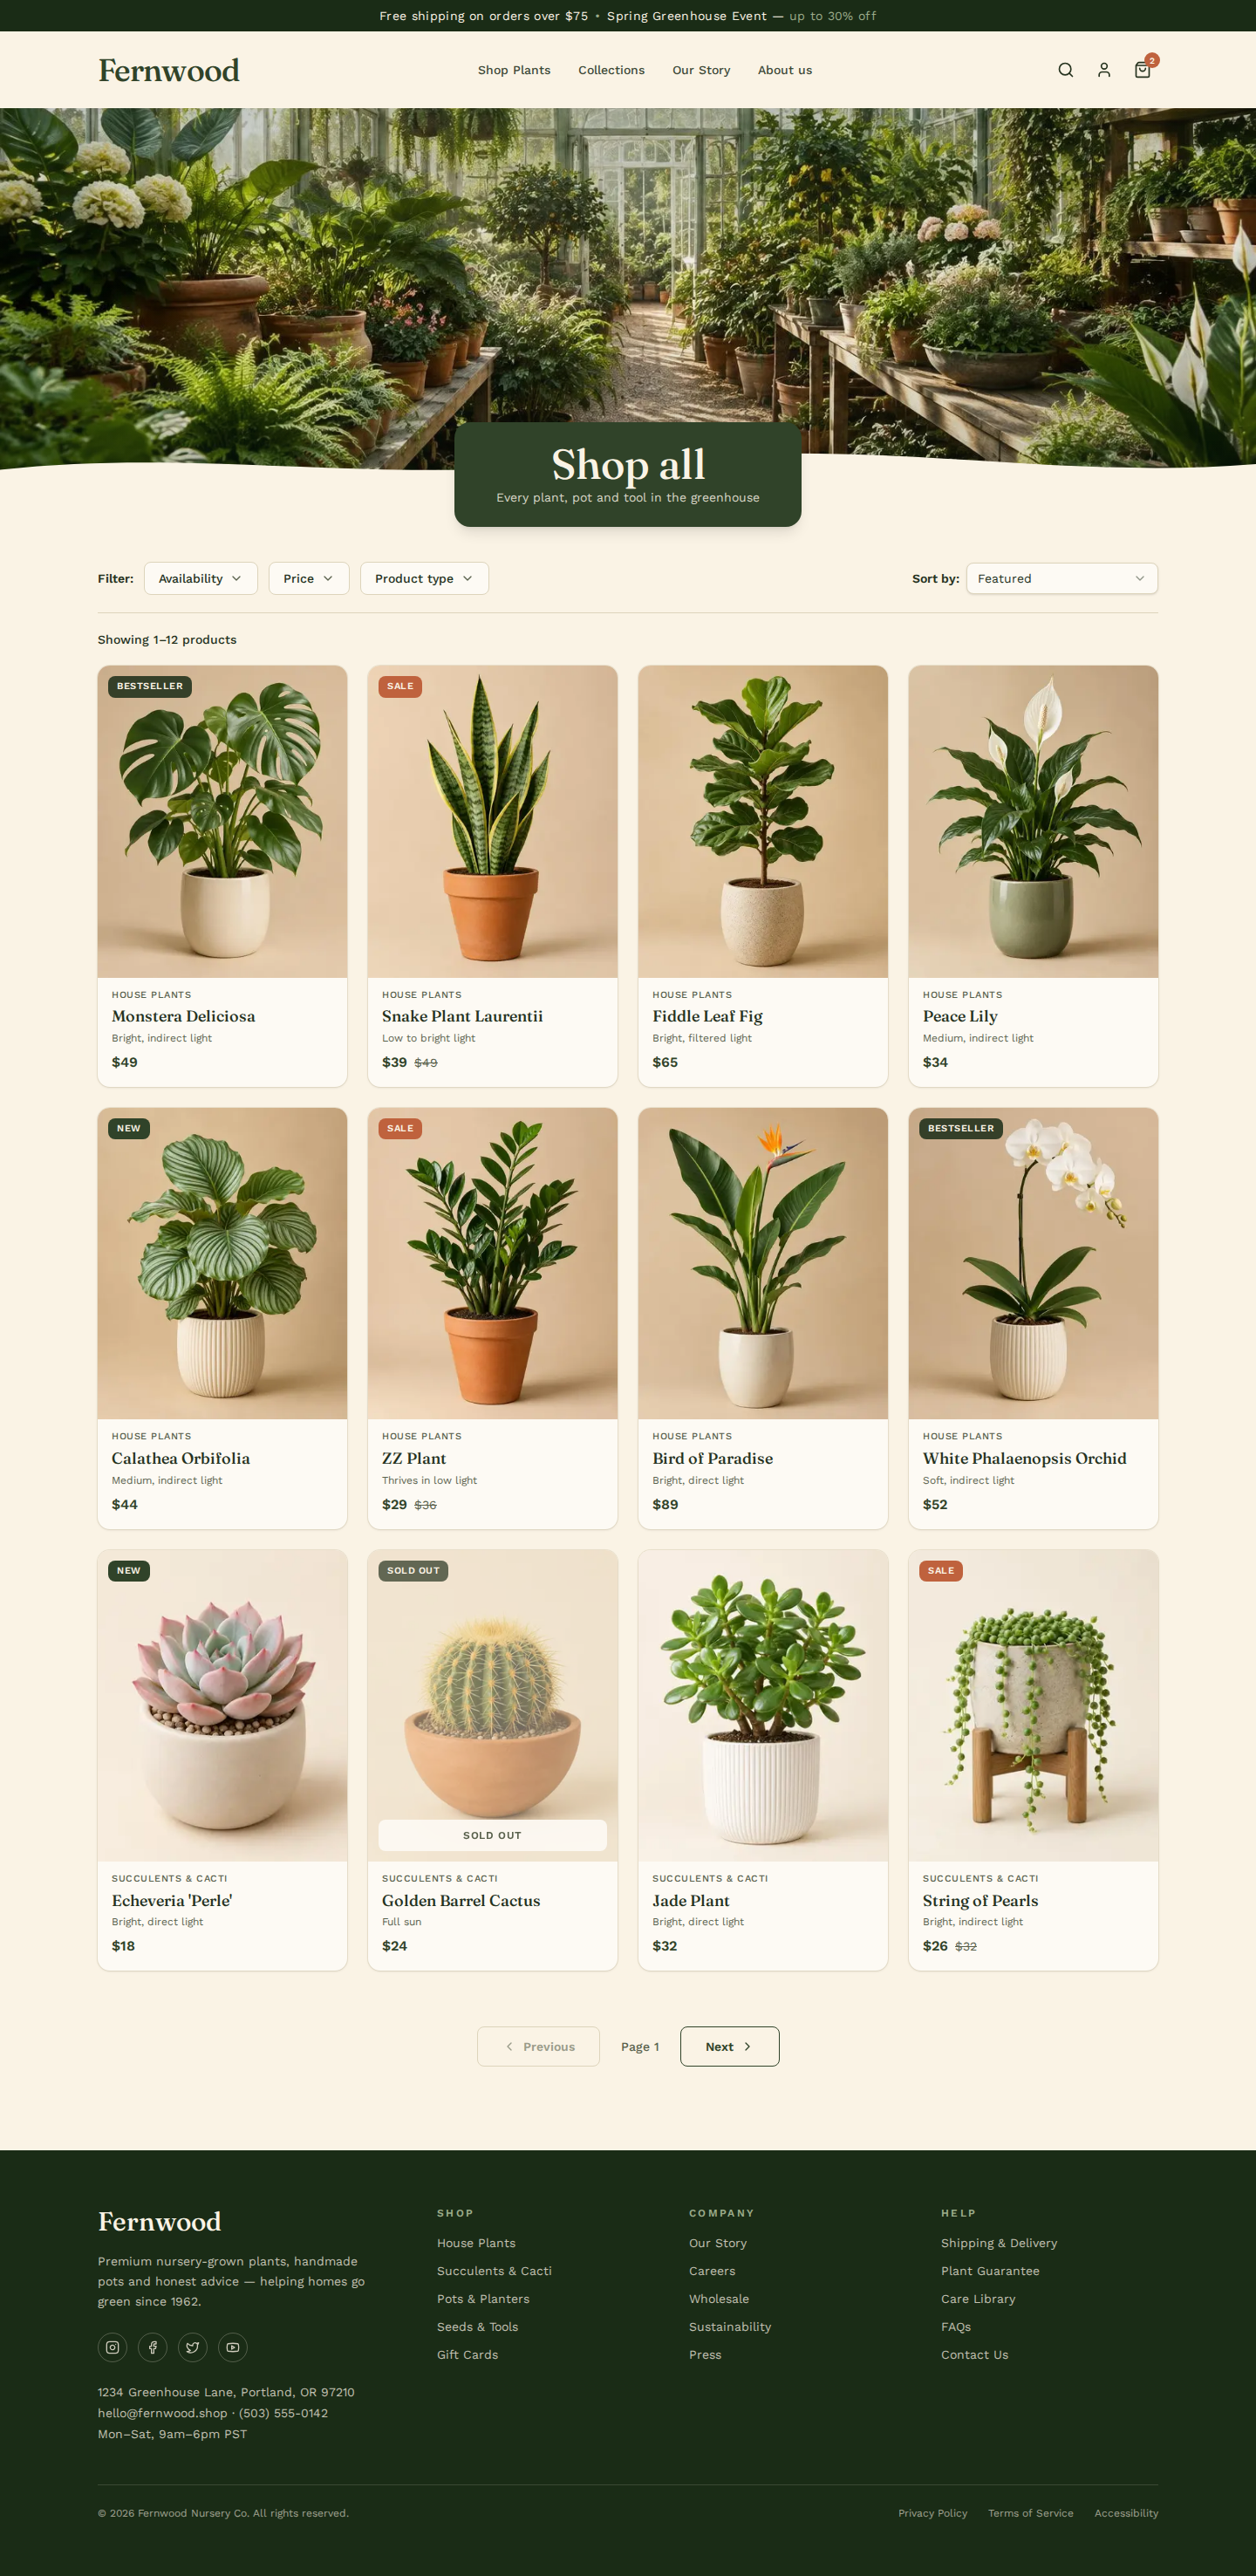 Free shipping on orders over $75 • Spring Greenhouse Event — up to 30% off
Fernwood
Shop Plants
Collections
Our Story
About us
2
Shop all
Every plant, pot and tool in the greenhouse
Filter:
Availability
Price
Product type
Sort by:
Featured
Showing 1–12 products
BESTSELLER
HOUSE PLANTS
Monstera Deliciosa
Bright, indirect light
$49
SALE
HOUSE PLANTS
Snake Plant Laurentii
Low to bright light
$39 $49
HOUSE PLANTS
Fiddle Leaf Fig
Bright, filtered light
$65
HOUSE PLANTS
Peace Lily
Medium, indirect light
$34
NEW
HOUSE PLANTS
Calathea Orbifolia
Medium, indirect light
$44
SALE
HOUSE PLANTS
ZZ Plant
Thrives in low light
$29 $36
HOUSE PLANTS
Bird of Paradise
Bright, direct light
$89
BESTSELLER
HOUSE PLANTS
White Phalaenopsis Orchid
Soft, indirect light
$52
NEW
SUCCULENTS & CACTI
Echeveria 'Perle'
Bright, direct light
$18
SOLD OUT
SOLD OUT
SUCCULENTS & CACTI
Golden Barrel Cactus
Full sun
$24
SUCCULENTS & CACTI
Jade Plant
Bright, direct light
$32
SALE
SUCCULENTS & CACTI
String of Pearls
Bright, indirect light
$26 $32
Previous
Page 1
Next
Fernwood
Premium nursery-grown plants, handmade
pots and honest advice — helping homes go
green since 1962.
1234 Greenhouse Lane, Portland, OR 97210
hello@fernwood.shop · (503) 555-0142
Mon–Sat, 9am–6pm PST
SHOP
House Plants
Succulents & Cacti
Pots & Planters
Seeds & Tools
Gift Cards
COMPANY
Our Story
Careers
Wholesale
Sustainability
Press
HELP
Shipping & Delivery
Plant Guarantee
Care Library
FAQs
Contact Us
© 2026 Fernwood Nursery Co. All rights reserved.
Privacy Policy
Terms of Service
Accessibility